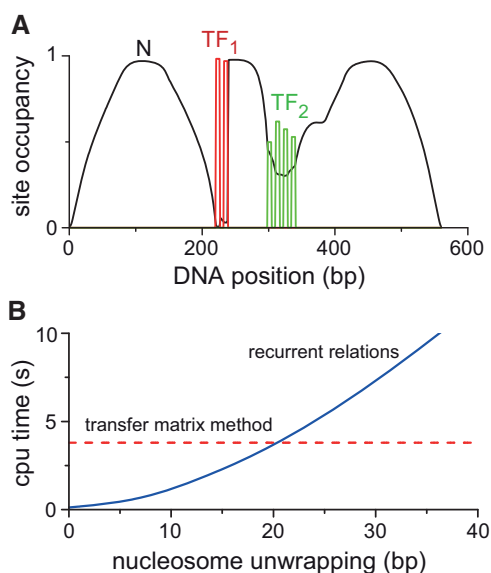 A
N
TF1
TF2
1
0
site occupancy
0
200
400
600
DNA position (bp)
B
10
5
0
cpu time (s)
recurrent relations
transfer matrix method
0
10
20
30
40
nucleosome unwrapping (bp)